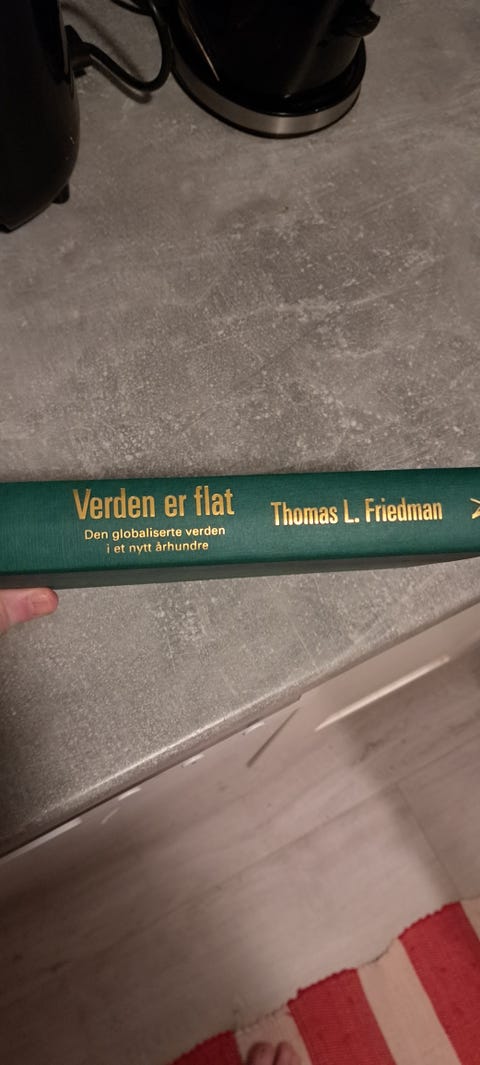 Verden er flat
Den globaliserte verden
i et nytt århundre
Thomas L. Friedman